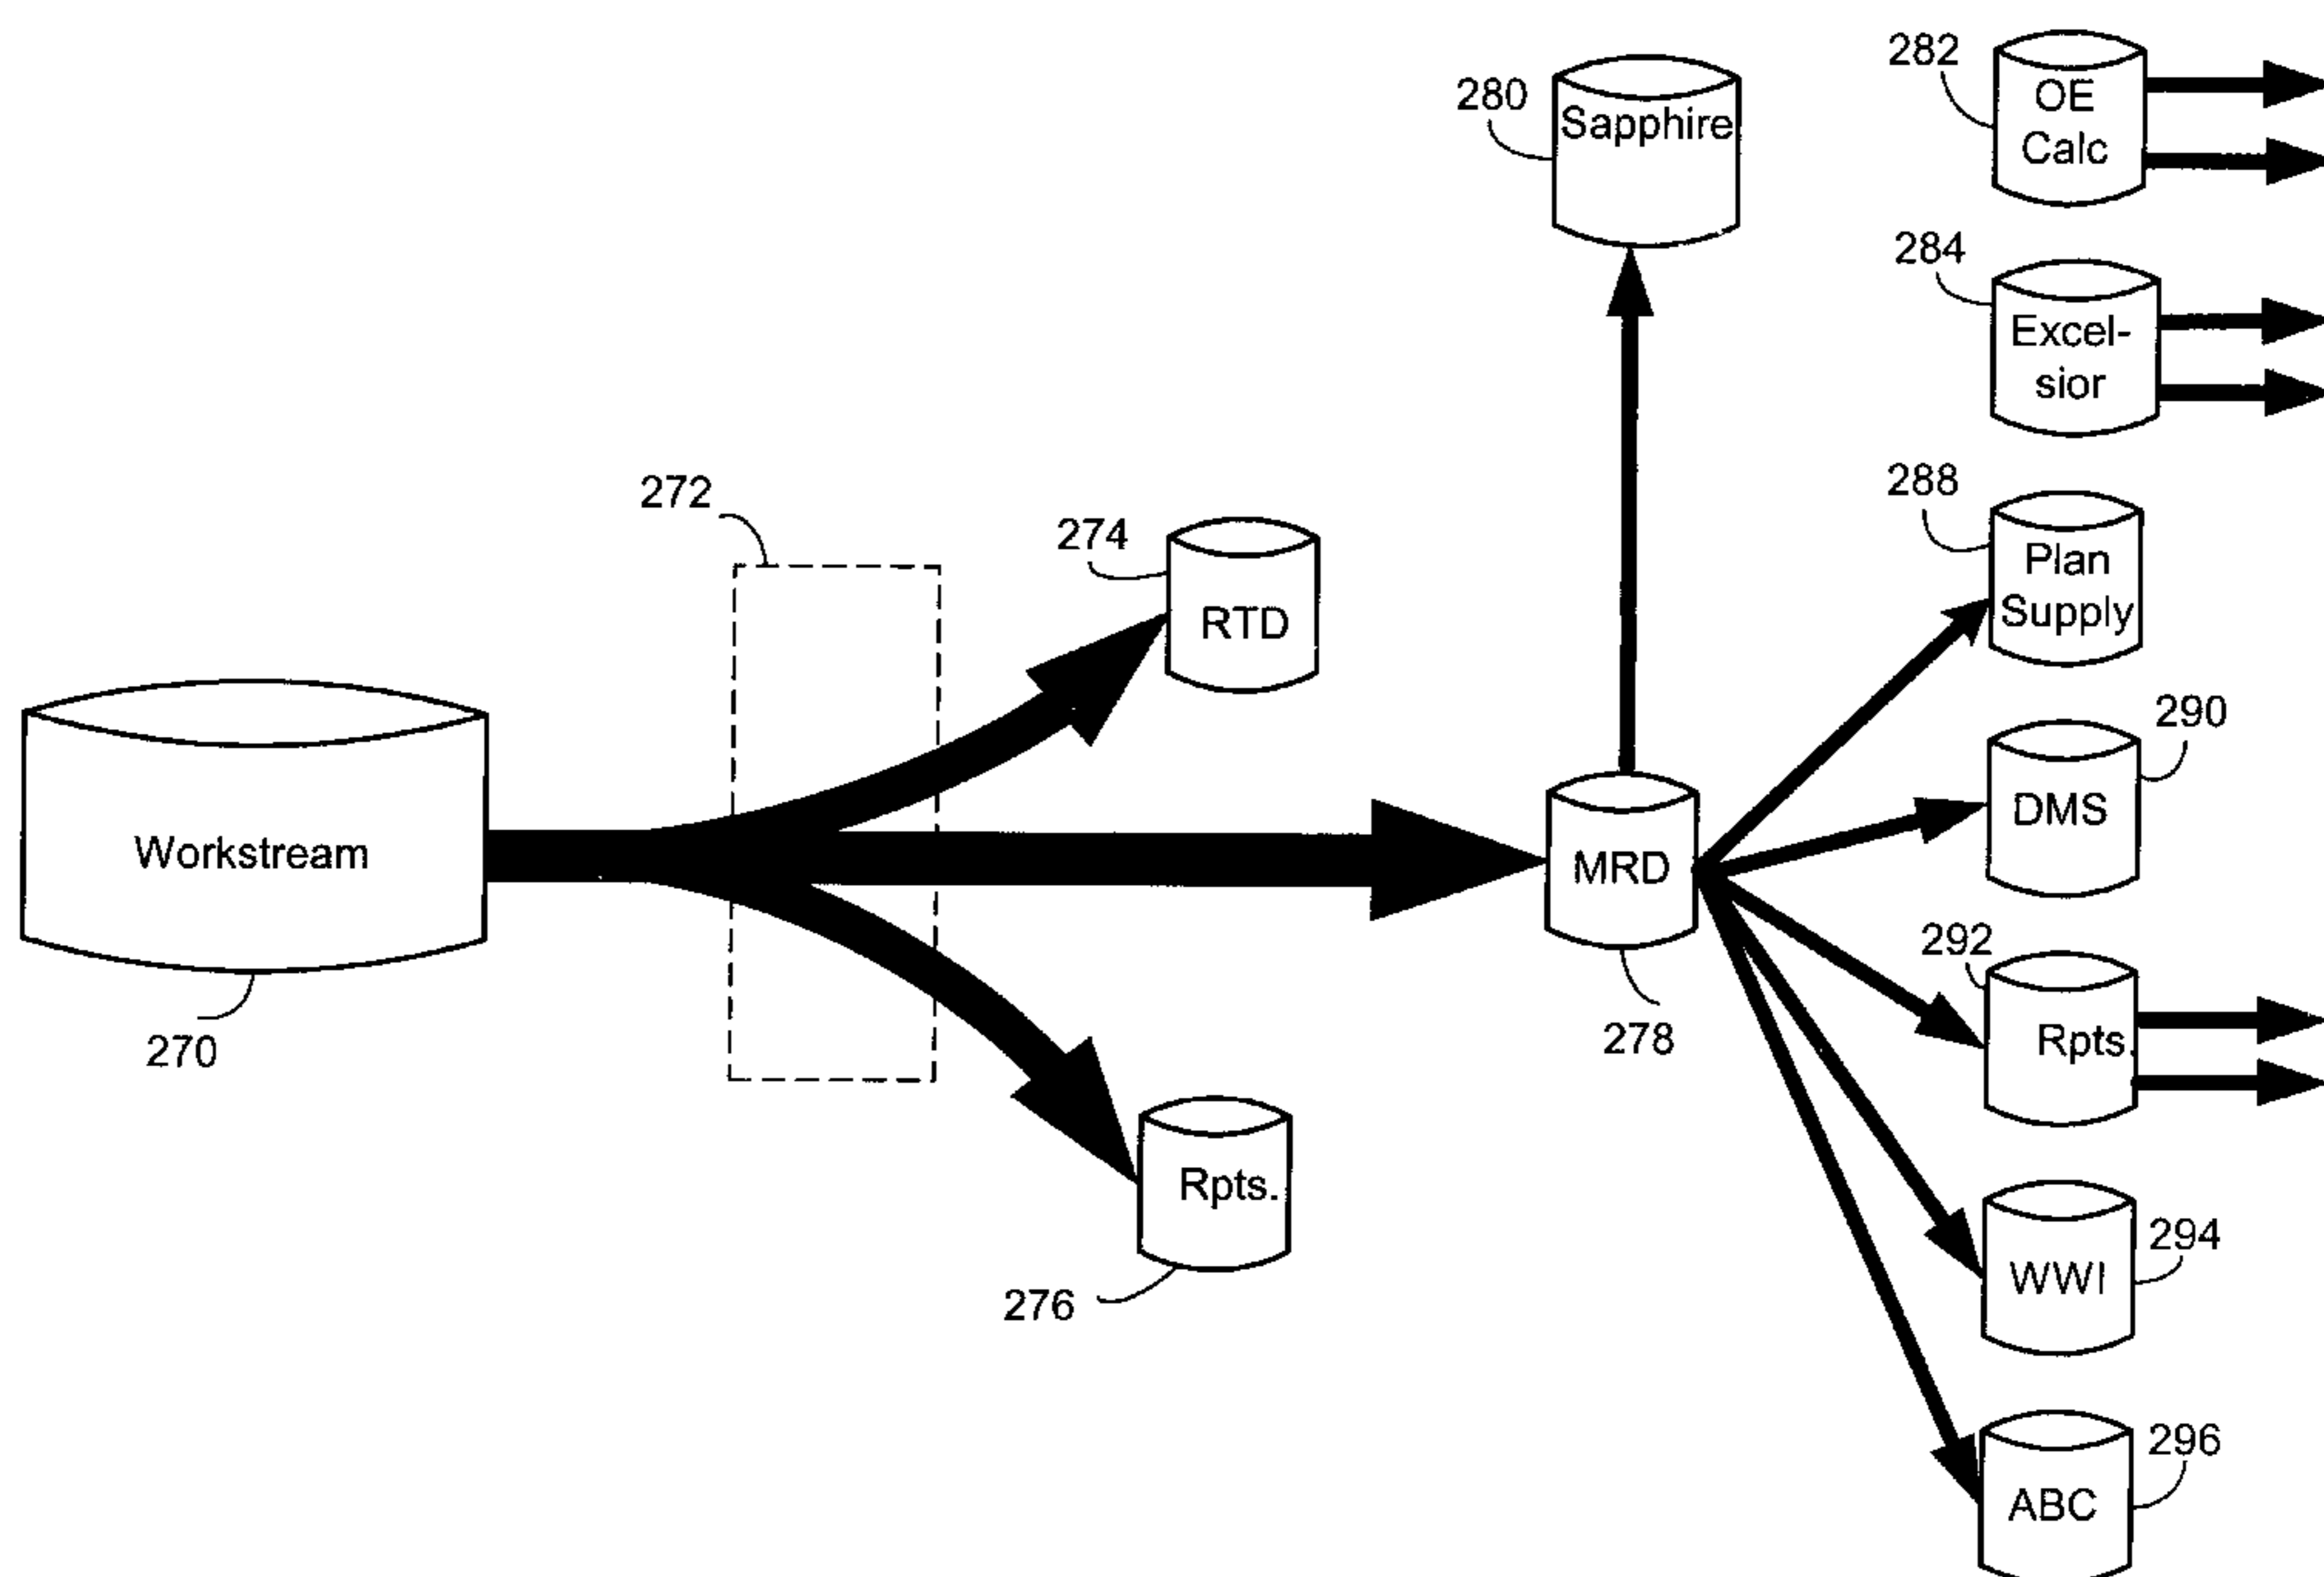 282
OE
Calc
280
Sapphire
284
Excel-
sior
288
Plan
Supply
272
274
RTD
290
DMS
Workstream
MRD
292
Rpts.
270
278
Rpts.
276
294
WWI
296
ABC